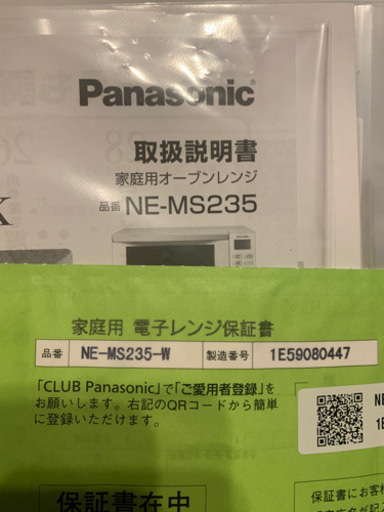 Panasonic
取扱説明書
家庭用オーブンレンジ
品番 NE-MS235
家庭用 電子レンジ保証書
品番 NE-MS235-W 製造番号 1E59080447
「CLUB Panasonic」で「ご愛用者登録」を
お願いします。右記のQRコードから簡単
に登録いただけます。
NE
1E
保証書在中
保証書にお客